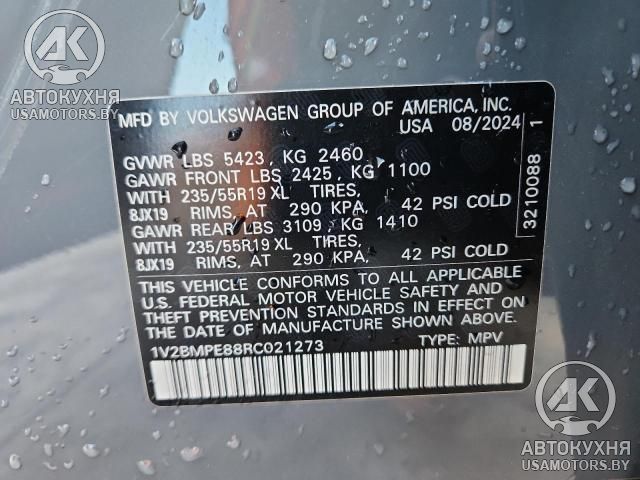 AK
АВТОКУХНЯ
USAMOTORS.BY
MFD BY VOLKSWAGEN GROUP OF AMERICA, INC.
USA 08/2024
GVWR LBS 5423 , KG 2460
GAWR FRONT LBS 2425 , KG 1100
WITH 235/55R19 XL TIRES,
8JX19 RIMS, AT 290 KPA, 42 PSI COLD
GAWR REAR LBS 3109 , KG 1410
WITH 235/55R19 XL TIRES,
8JX19 RIMS, AT 290 KPA, 42 PSI COLD
THIS VEHICLE CONFORMS TO ALL APPLICABLE
U.S. FEDERAL MOTOR VEHICLE SAFETY AND
THEFT PREVENTION STANDARDS IN EFFECT ON
THE DATE OF MANUFACTURE SHOWN ABOVE.
1V2BMPE88RC021273 TYPE: MPV
3210088 1
AK
АВТОКУХНЯ
USAMOTORS.BY